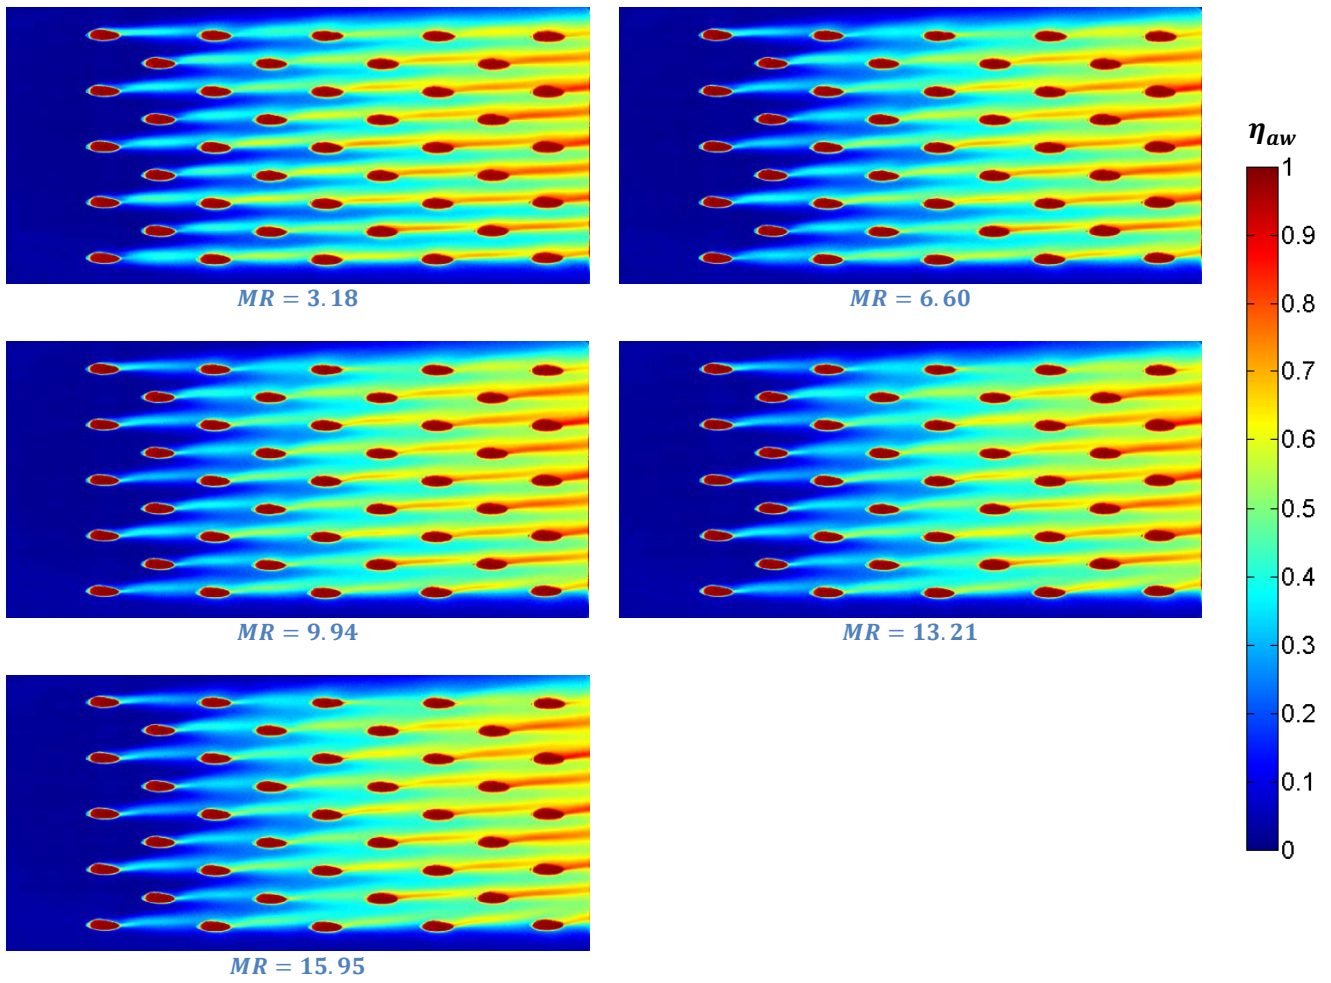 η_aw
1
0.9
0.8
0.7
0.6
0.5
0.4
0.3
0.2
0.1
0
MR = 3.18
MR = 6.60
MR = 9.94
MR = 13.21
MR = 15.95